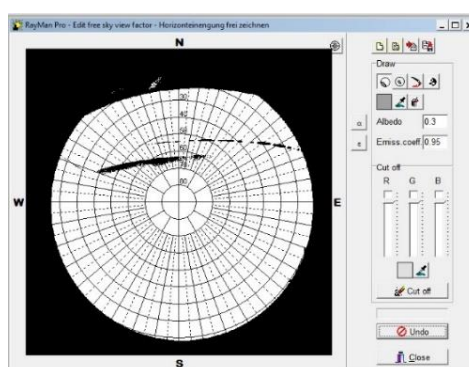 RayMan Pro - Edit free sky view factor - Horizonteinengung frei zeichnen
N
W
E
S
Draw
Albedo 0.3
Emiss.coeff. 0.95
α
ε
Cut off
R G B
Cut off
Undo
Close